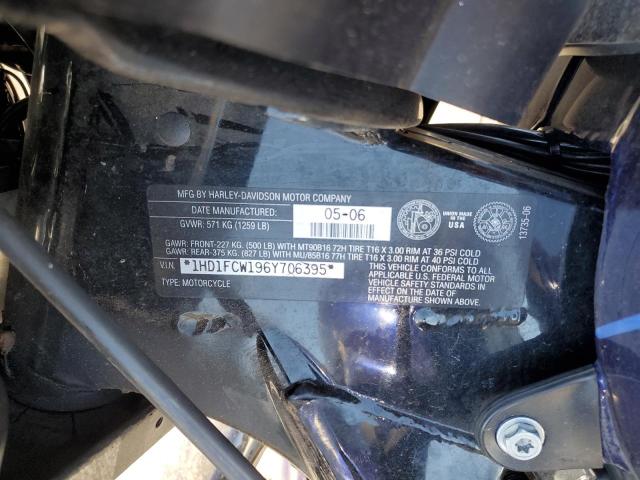 MFG BY HARLEY-DAVIDSON MOTOR COMPANY
DATE MANUFACTURED: 05-06
GVWR: 571 KG (1259 LB)
UNION MADE IN
USA
13735-06
GAWR: FRONT-227 KG. (500 LB) WITH MT90B16 72H TIRE T16 X 3.00 RIM AT 36 PSI COLD
GAWR: REAR-375 KG. (827 LB) WITH MU/85B16 77H TIRE T16 X 3.00 RIM AT 40 PSI COLD
V.I.N. *1HD1FCW196Y706395*
TYPE: MOTORCYCLE
THIS VEHICLE CONFORMS TO ALL
APPLICABLE U.S. FEDERAL MOTOR
VEHICLE SAFETY STANDARDS IN
EFFECT ON THE DATE OF
MANUFACTURE SHOWN ABOVE.